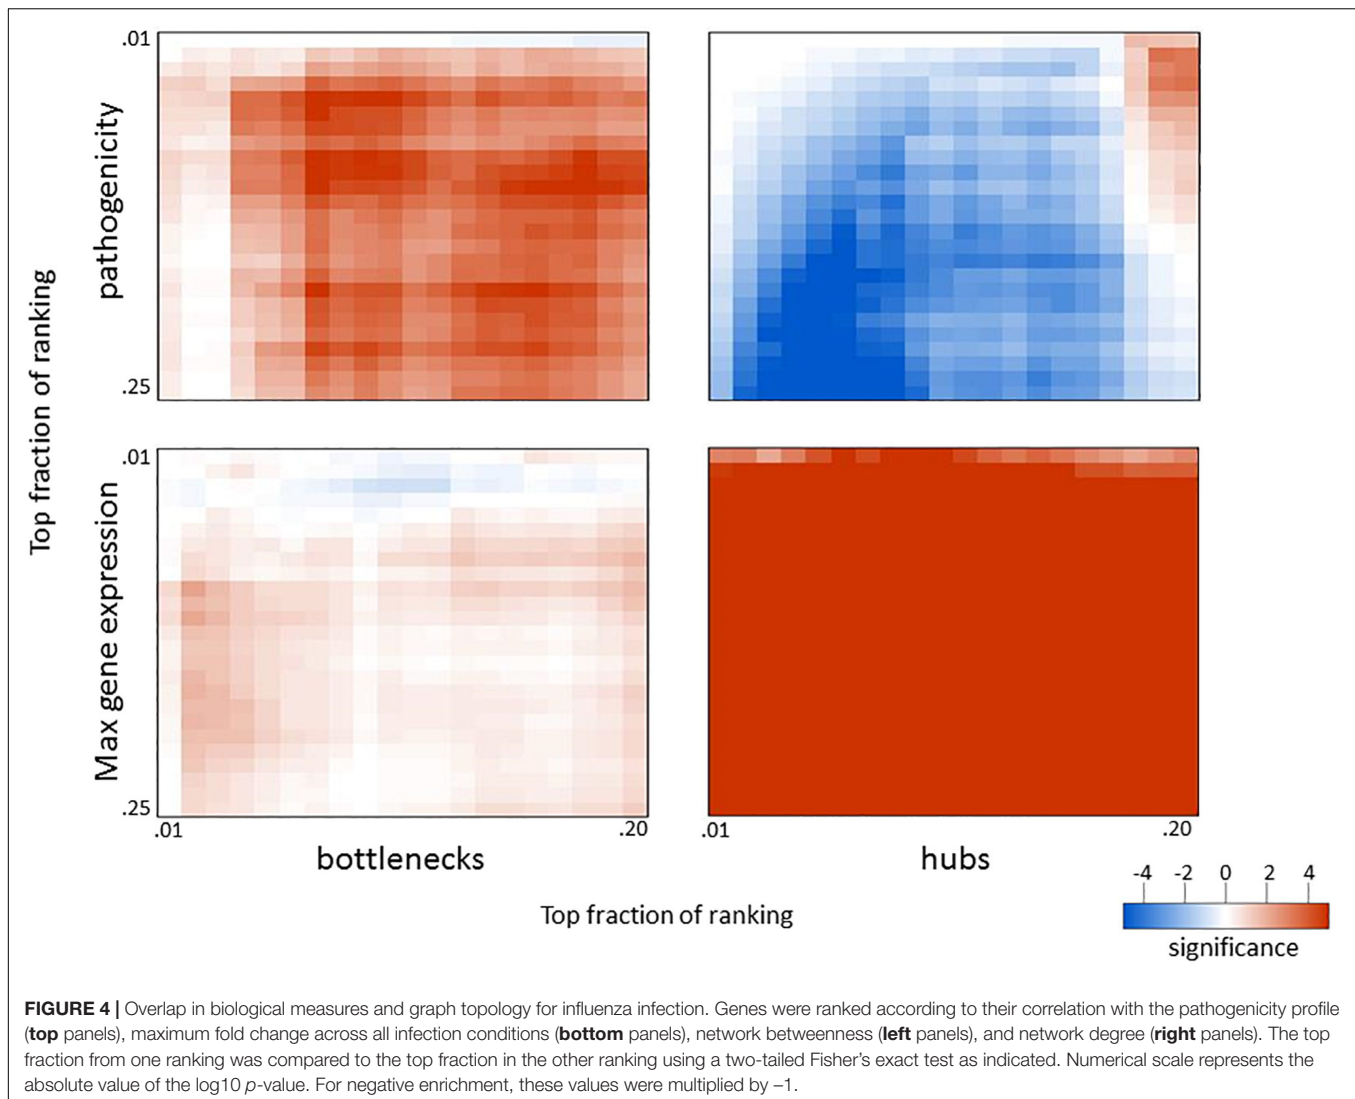 .01
pathogenicity
.25
Top fraction of ranking
.01
Max gene expression
.25
.01 .20 .01 .20
bottlenecks hubs
Top fraction of ranking
-4 -2 0 2 4
significance
FIGURE 4 | Overlap in biological measures and graph topology for influenza infection. Genes were ranked according to their correlation with the pathogenicity profile
(top panels), maximum fold change across all infection conditions (bottom panels), network betweenness (left panels), and network degree (right panels). The top
fraction from one ranking was compared to the top fraction in the other ranking using a two-tailed Fisher's exact test as indicated. Numerical scale represents the
absolute value of the log10 p-value. For negative enrichment, these values were multiplied by –1.